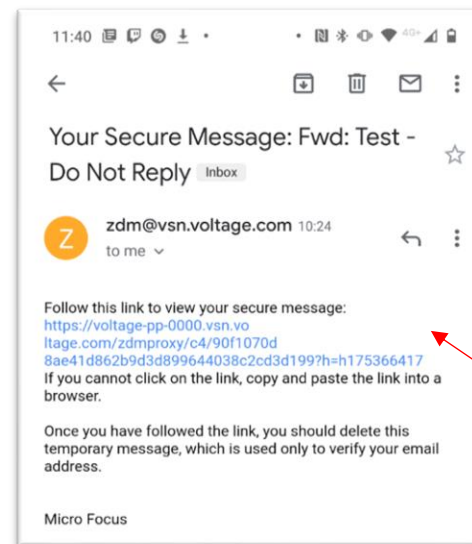 11:40
4G+
Your Secure Message: Fwd: Test -
Do Not Reply Inbox
Z
zdm@vsn.voltage.com 10:24
to me
Follow this link to view your secure message:
https://voltage-pp-0000.vsn.vo
ltage.com/zdmproxy/c4/90f1070d
8ae41d862b9d3d899644038c2cd3d199?h=h175366417
If you cannot click on the link, copy and paste the link into a
browser.
Once you have followed the link, you should delete this
temporary message, which is used only to verify your email
address.
Micro Focus